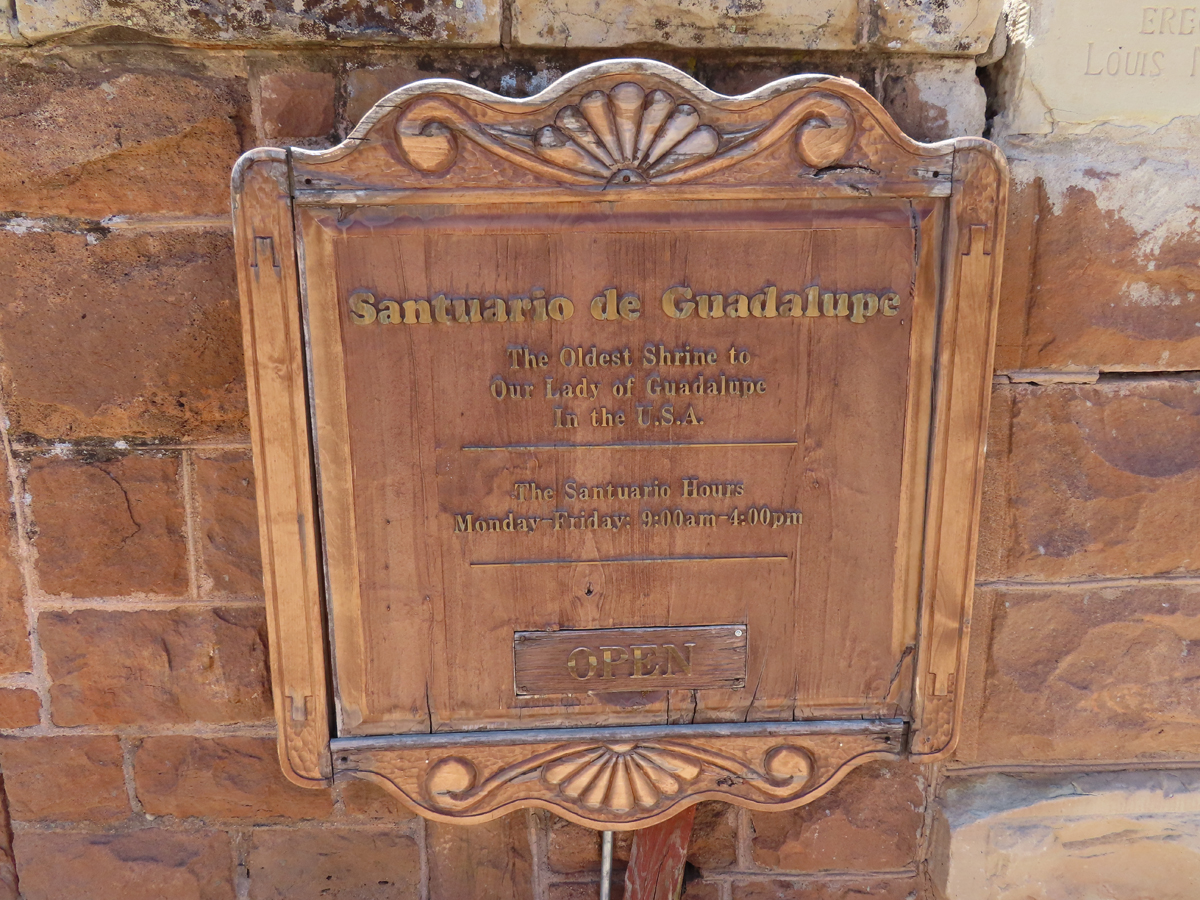 ERE
Louis
Santuario de Guadalupe
The Oldest Shrine to
Our Lady of Guadalupe
In the U.S.A.
The Santuario Hours
Monday-Friday: 9:00am-4:00pm
OPEN